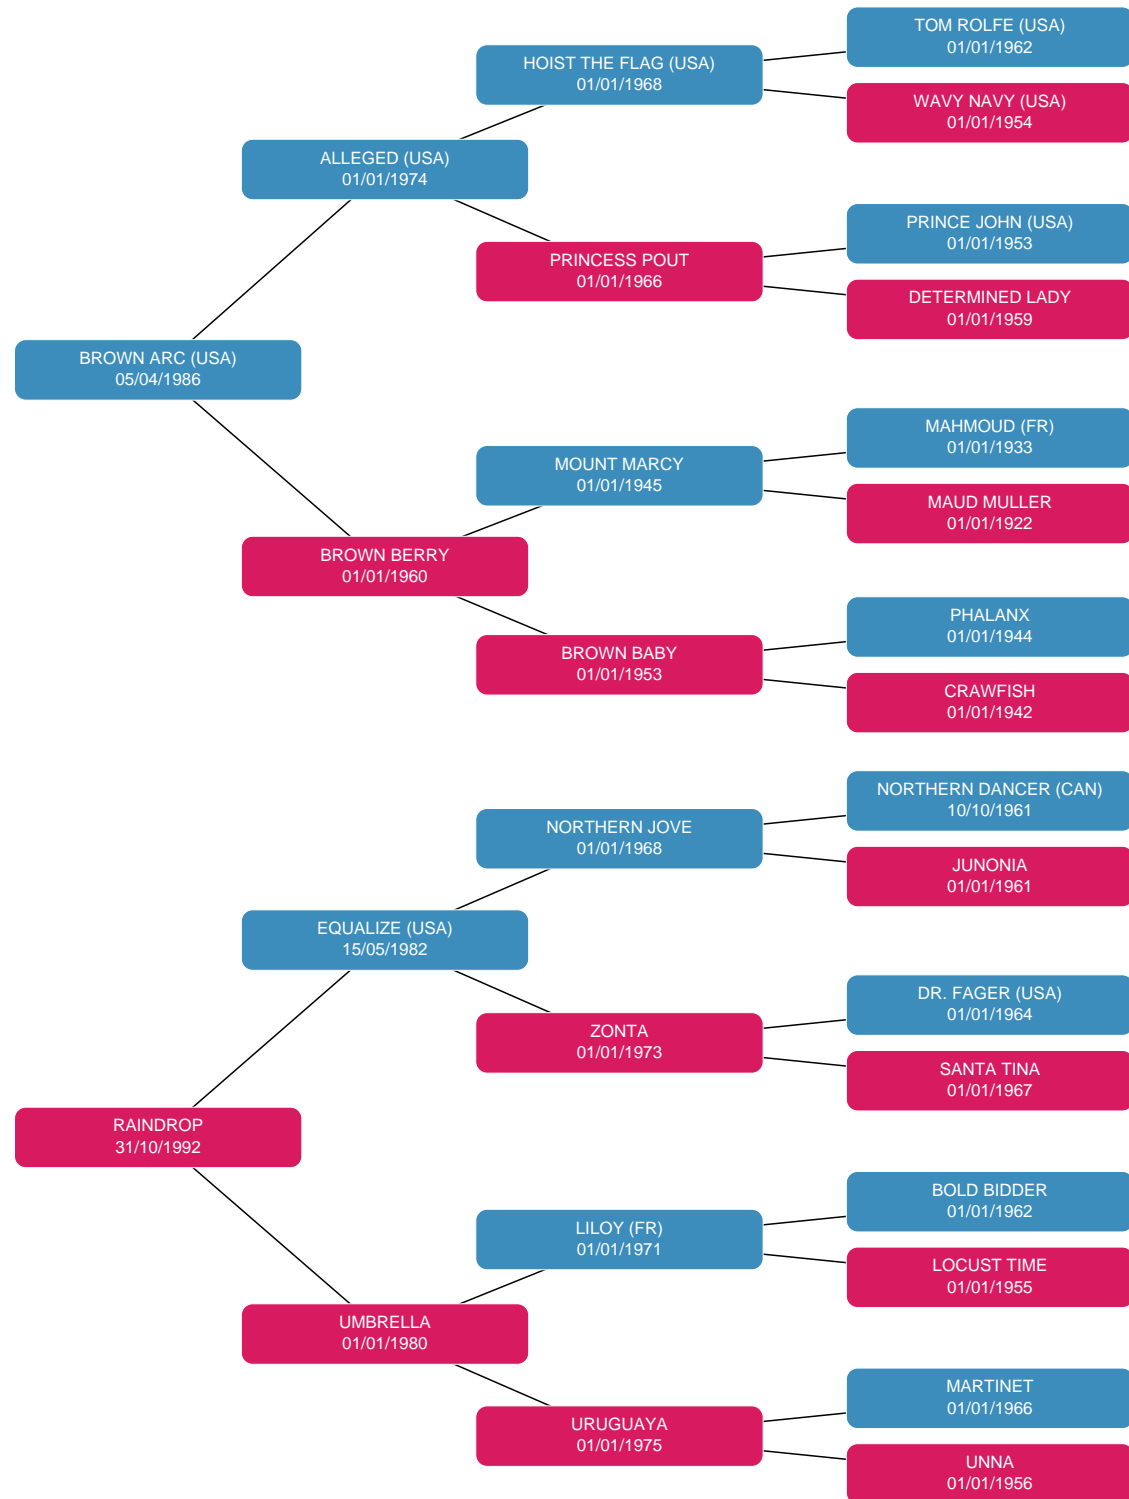 TOM ROLFE (USA)
01/01/1962
HOIST THE FLAG (USA)
01/01/1968
WAVY NAVY (USA)
01/01/1954
ALLEGED (USA)
01/01/1974
PRINCE JOHN (USA)
01/01/1953
PRINCESS POUT
01/01/1966
DETERMINED LADY
01/01/1959
BROWN ARC (USA)
05/04/1986
MAHMOUD (FR)
01/01/1933
MOUNT MARCY
01/01/1945
MAUD MULLER
01/01/1922
BROWN BERRY
01/01/1960
PHALANX
01/01/1944
BROWN BABY
01/01/1953
CRAWFISH
01/01/1942
NORTHERN DANCER (CAN)
10/10/1961
NORTHERN JOVE
01/01/1968
JUNONIA
01/01/1961
EQUALIZE (USA)
15/05/1982
DR. FAGER (USA)
01/01/1964
ZONTA
01/01/1973
SANTA TINA
01/01/1967
RAINDROP
31/10/1992
BOLD BIDDER
01/01/1962
LILOY (FR)
01/01/1971
LOCUST TIME
01/01/1955
UMBRELLA
01/01/1980
MARTINET
01/01/1966
URUGUAYA
01/01/1975
UNNA
01/01/1956